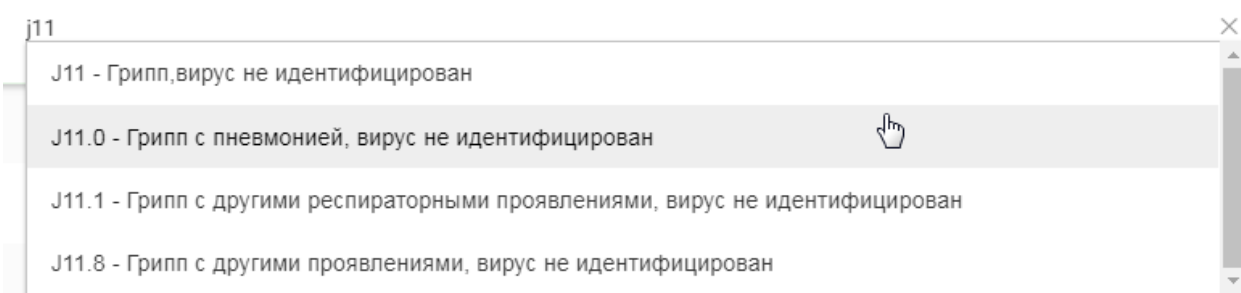 j11
J11 - Грипп,вирус не идентифицирован
J11.0 - Грипп с пневмонией, вирус не идентифицирован
J11.1 - Грипп с другими респираторными проявлениями, вирус не идентифицирован
J11.8 - Грипп с другими проявлениями, вирус не идентифицирован